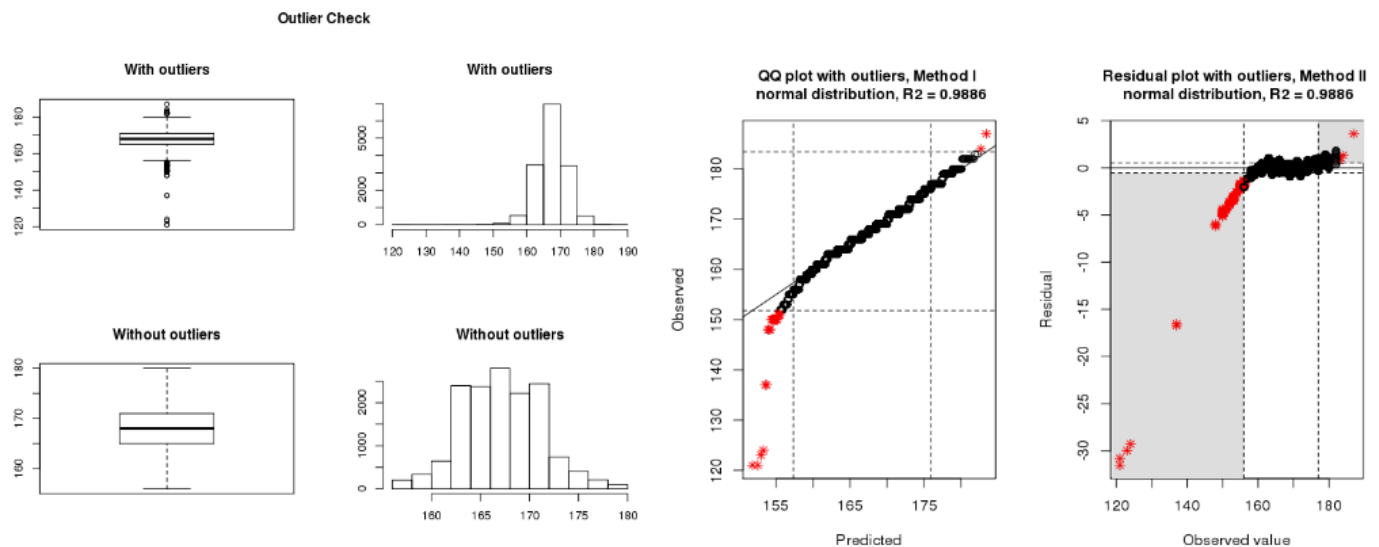 Outlier Check
With outliers
180
160
140
120
With outliers
5000
2000
0
120 130 140 150 160 170 180 190
Without outliers
180
170
160
Without outliers
2000
1000
0
160 165 170 175 180
QQ plot with outliers, Method I
normal distribution, R2 = 0.9886
Observed
180
170
160
150
140
130
120
155 165 175
Predicted
Residual plot with outliers, Method II
normal distribution, R2 = 0.9886
Residual
5
0
-5
-10
-15
-20
-25
-30
120 140 160 180
Observed value